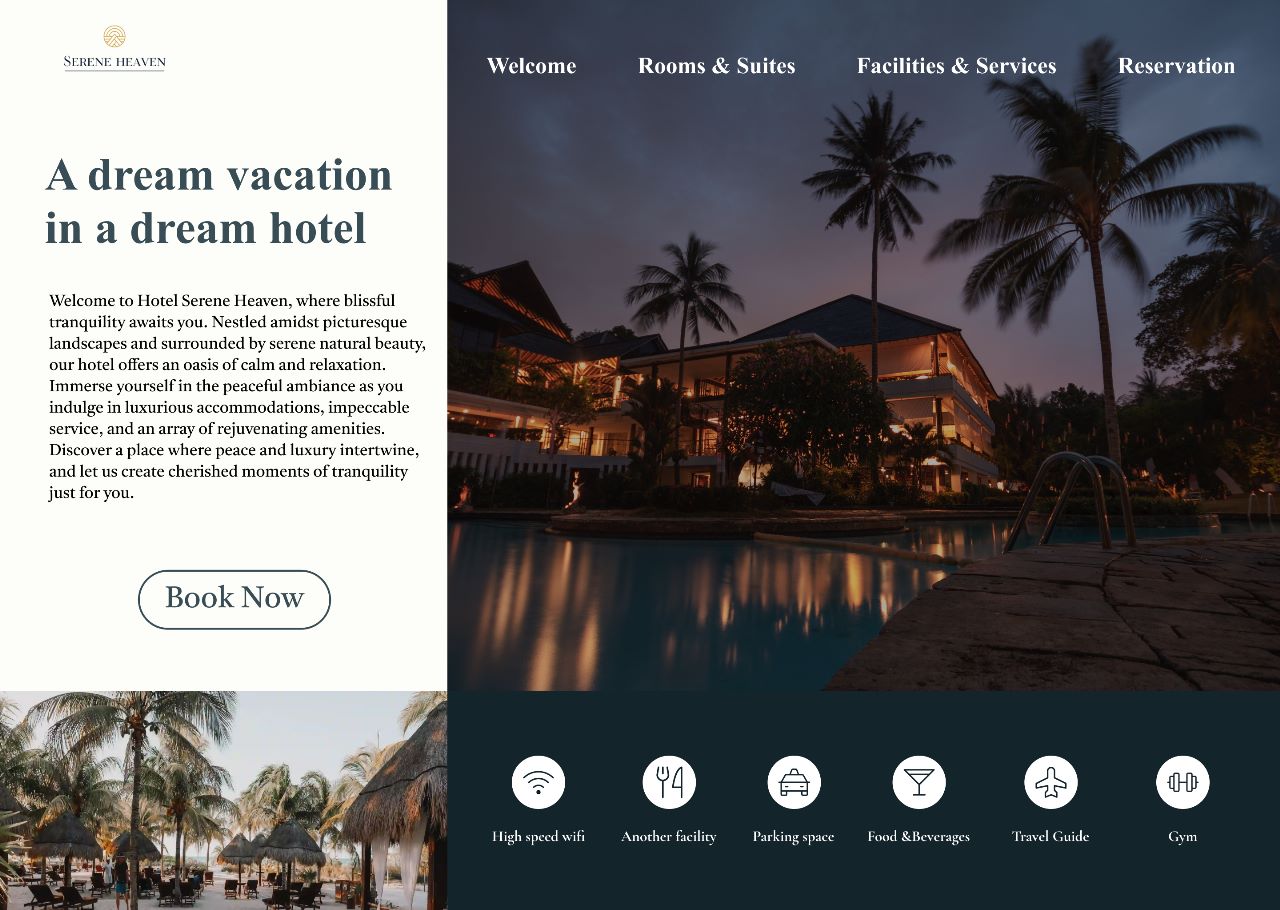 SERENE HEAVEN
Welcome
Rooms & Suites
Facilities & Services
Reservation
A dream vacation
in a dream hotel
Welcome to Hotel Serene Heaven, where blissful
tranquility awaits you. Nestled amidst picturesque
landscapes and surrounded by serene natural beauty,
our hotel offers an oasis of calm and relaxation.
Immerse yourself in the peaceful ambiance as you
indulge in luxurious accommodations, impeccable
service, and an array of rejuvenating amenities.
Discover a place where peace and luxury intertwine,
and let us create cherished moments of tranquility
just for you.
Book Now
High speed wifi
Another facility
Parking space
Food &Beverages
Travel Guide
Gym